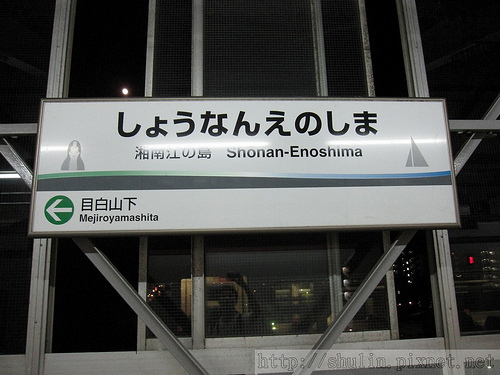 しょうなんえのしま
湘南江の島 Shonan-Enoshima
目白山下
Mejiroyamashita
http://shulin.pixnet.net